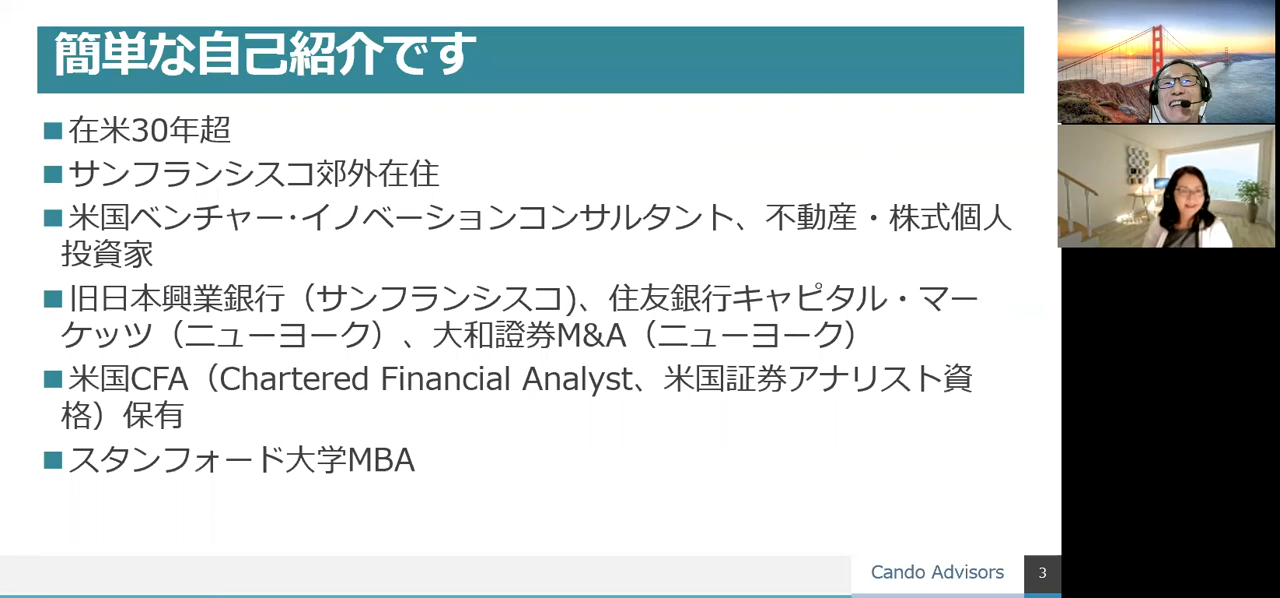 簡単な自己紹介です
■在米30年超
■サンフランシスコ郊外在住
■米国ベンチャー･イノベーションコンサルタント、不動産・株式個人
投資家
■旧日本興業銀行（サンフランシスコ)、住友銀行キャピタル・マー
ケッツ（ニューヨーク）、大和證券M&A（ニューヨーク）
■米国CFA（Chartered Financial Analyst、米国証券アナリスト資
格）保有
■スタンフォード大学MBA
Cando Advisors
3